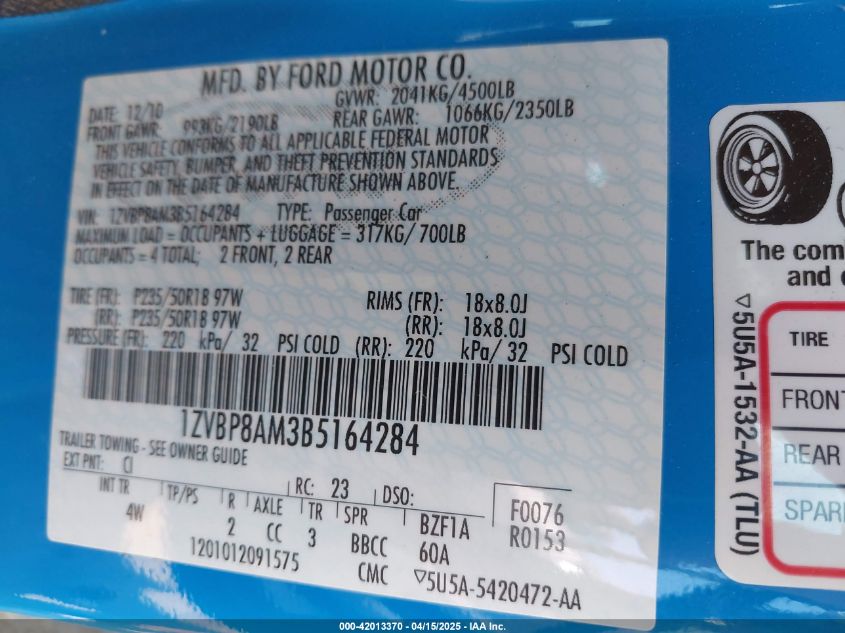 MFD. BY FORD MOTOR CO.
DATE: 12/10 GVWR: 2041KG/4500LB
FRONT GAWR: 993KG/2190LB REAR GAWR: 1066KG/2350LB
THIS VEHICLE CONFORMS TO ALL APPLICABLE FEDERAL MOTOR
VEHICLE SAFETY, BUMPER, AND THEFT PREVENTION STANDARDS
IN EFFECT ON THE DATE OF MANUFACTURE SHOWN ABOVE.
VIN: 1ZVBP8AM3B5164284 TYPE: Passenger Car
MAXIMUM LOAD = OCCUPANTS + LUGGAGE = 317KG/700LB
OCCUPANTS = 4 TOTAL; 2 FRONT, 2 REAR
TIRE (FR): P235/50R18 97W RIMS (FR): 18x8.0J
(RR): P235/50R18 97W (RR): 18x8.0J
PRESSURE (FR): 220 kPa/32 PSI COLD (RR): 220 kPa/32 PSI COLD
1ZVBP8AM3B5164284
TRAILER TOWING - SEE OWNER GUIDE
EXT PNT: CI RC: 23 DSO:
INT TR TP/PS R AXLE TR SPR BZF1A F0076
4W 2 CC 3 BBCC 60A R0153
1201012091575 CMC ▽5U5A-5420472-AA
The com
and
▽5U5A-1532-AA (TLU)
TIRE
FRONT
REAR
SPAR
000-42013370 - 04/15/2025 - IAA, Inc.